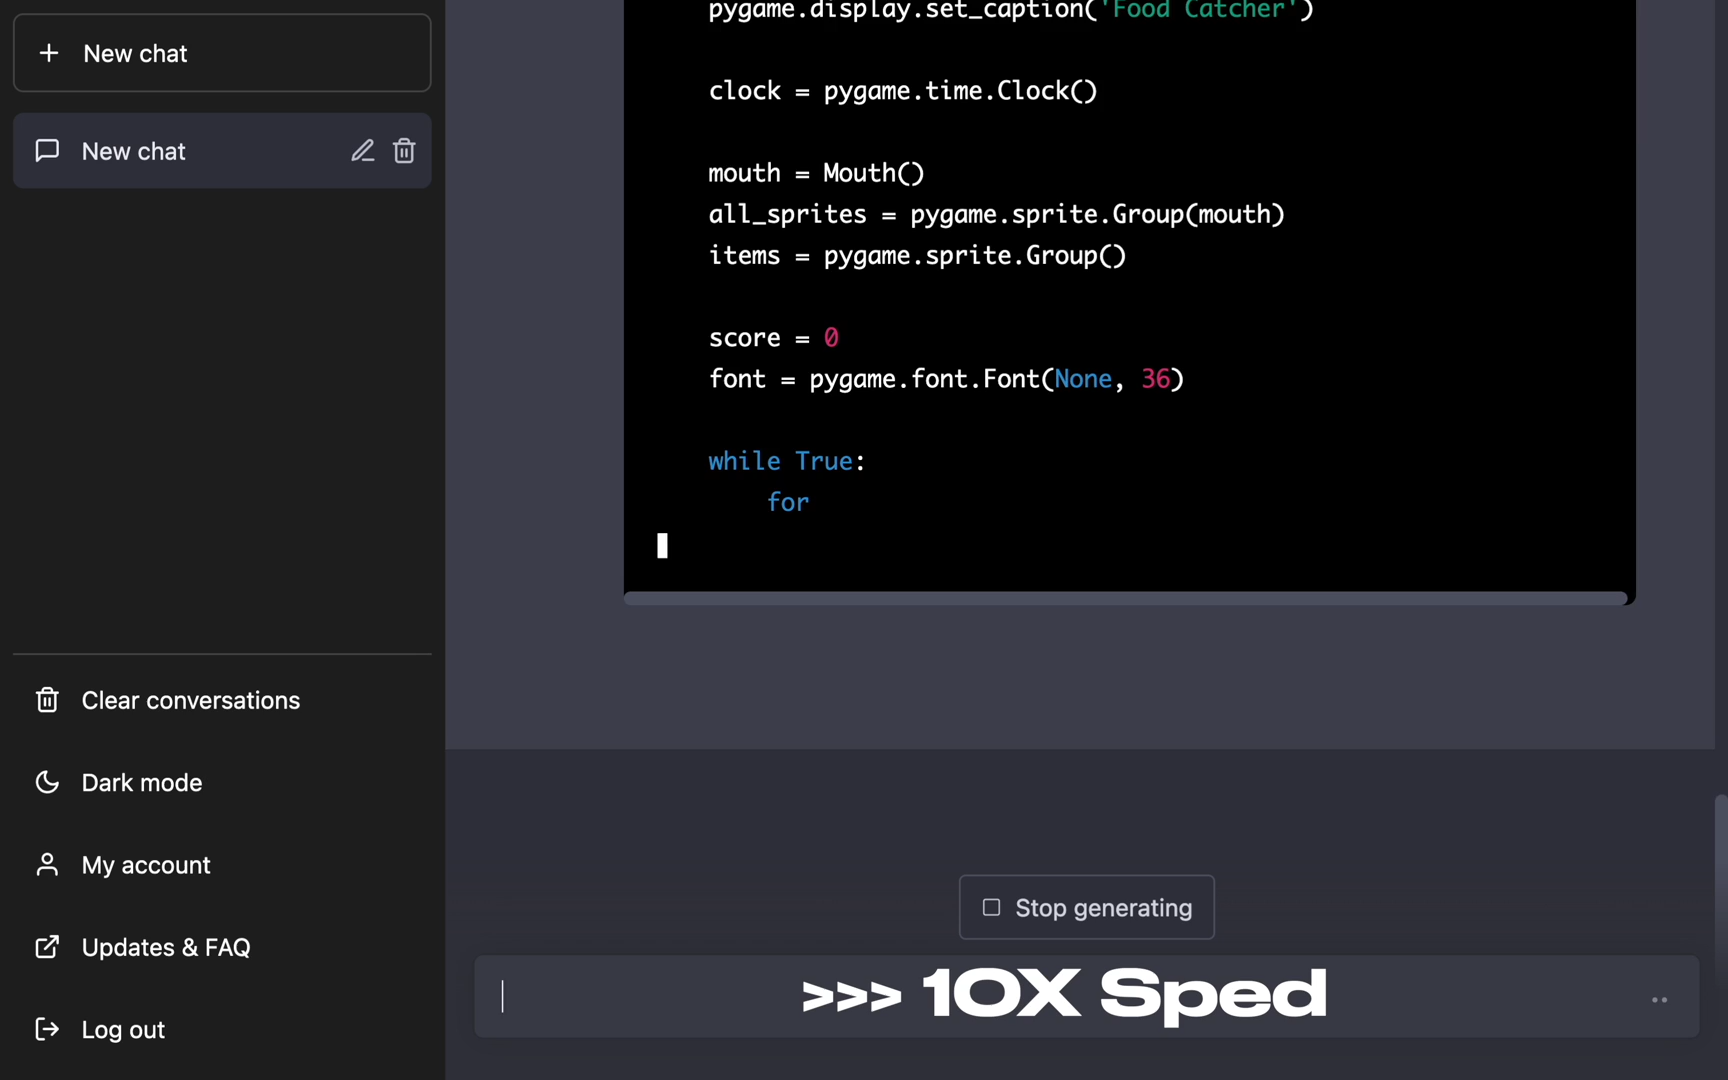 New chat
New chat
Clear conversations
Dark mode
My account
Updates & FAQ
Log out
pygame.display.set_caption('Food Catcher')
clock = pygame.time.Clock()
mouth = Mouth()
all_sprites = pygame.sprite.Group(mouth)
items = pygame.sprite.Group()
score = 0
font = pygame.font.Font(None, 36)
while True:
for
Stop generating
>>> 10X Sped